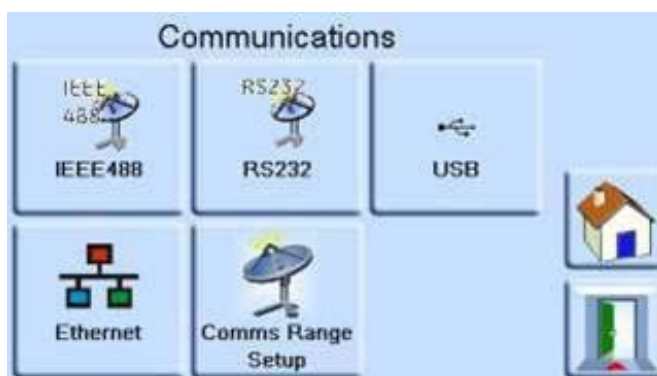 Communications
IEEE
488
IEEE488
RS232
RS232
USB
Ethernet
Comms Range
Setup